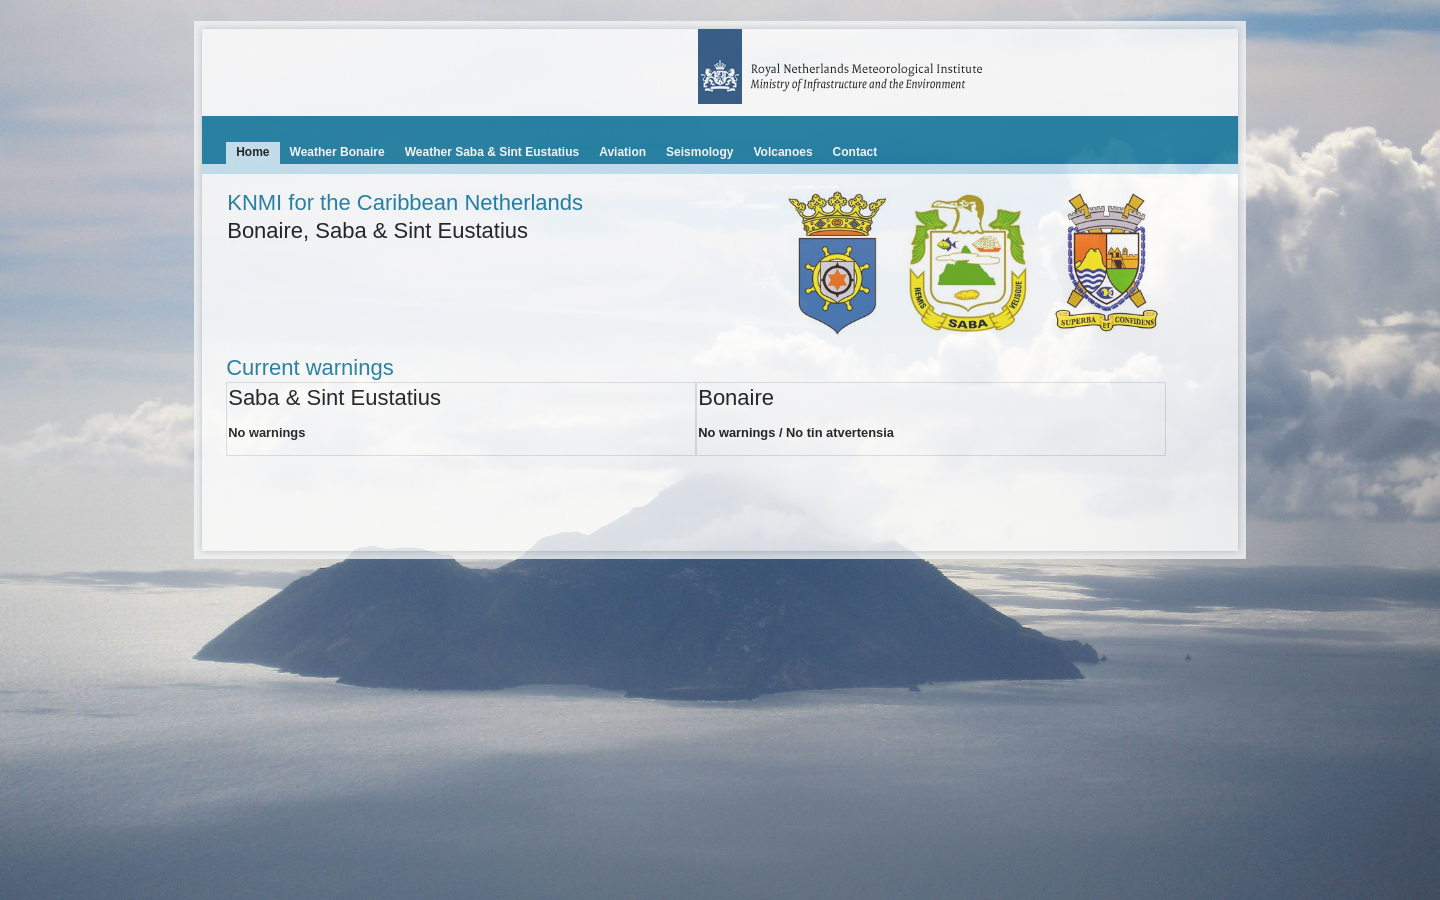 Royal Netherlands Meteorological Institute
Ministry of Infrastructure and the Environment
Home
Weather Bonaire
Weather Saba & Sint Eustatius
Aviation
Seismology
Volcanoes
Contact
KNMI for the Caribbean Netherlands
Bonaire, Saba & Sint Eustatius
REMIS
VELISQUE
SABA
SUPERBA ET CONFIDENS
Current warnings
Saba & Sint Eustatius
No warnings
Bonaire
No warnings / No tin atvertensia